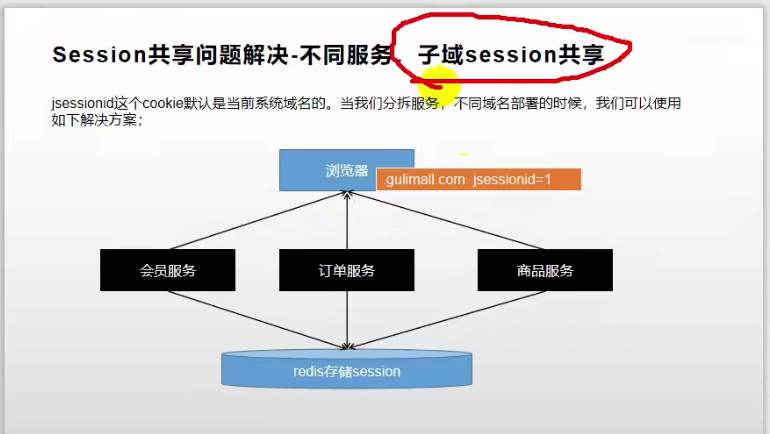 Session共享问题解决-不同服务，子域session共享
jsessionid这个cookie默认是当前系统域名的。当我们分拆服务，不同域名部署的时候，我们可以使用
如下解决方案；
浏览器
.gulimall.com jsessionid=1
会员服务
订单服务
商品服务
redis存储session